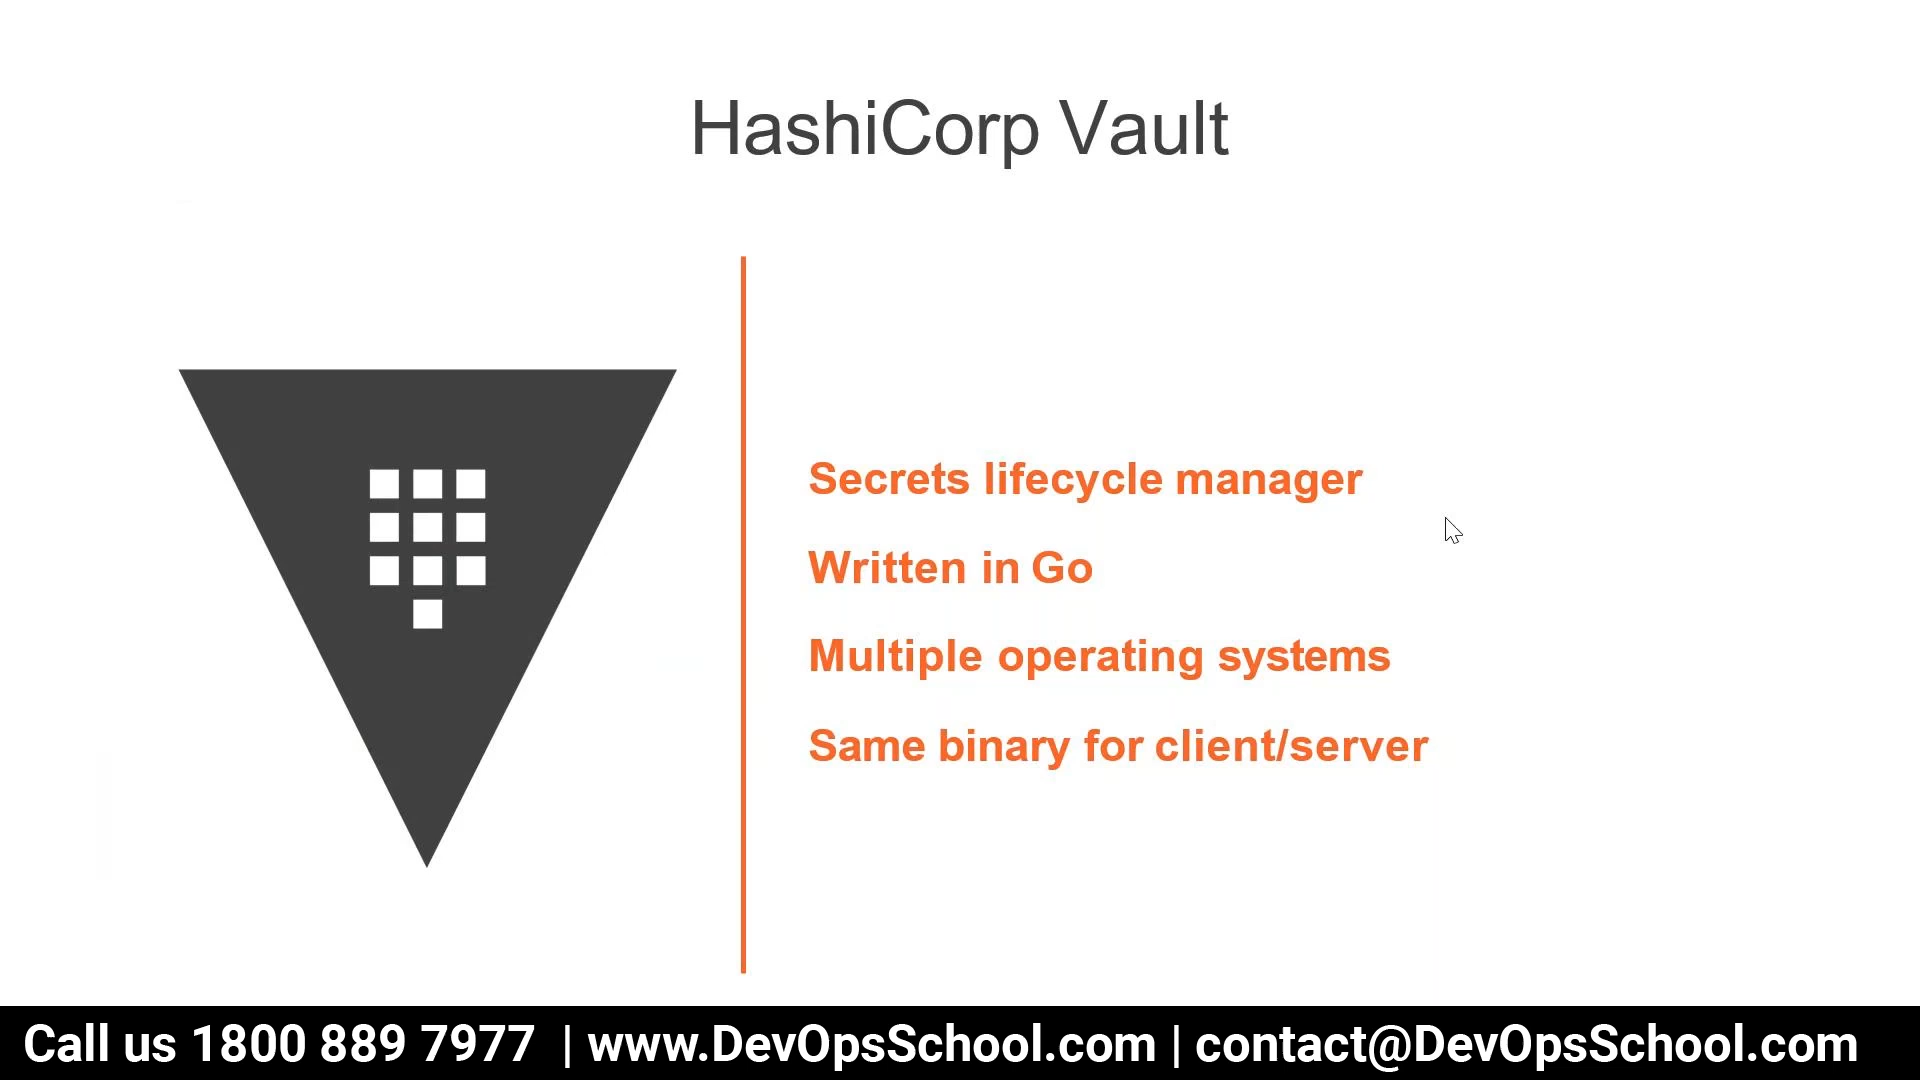 HashiCorp Vault
Secrets lifecycle manager
Written in Go
Multiple operating systems
Same binary for client/server
Call us 1800 889 7977 | www.DevOpsSchool.com | contact@DevOpsSchool.com